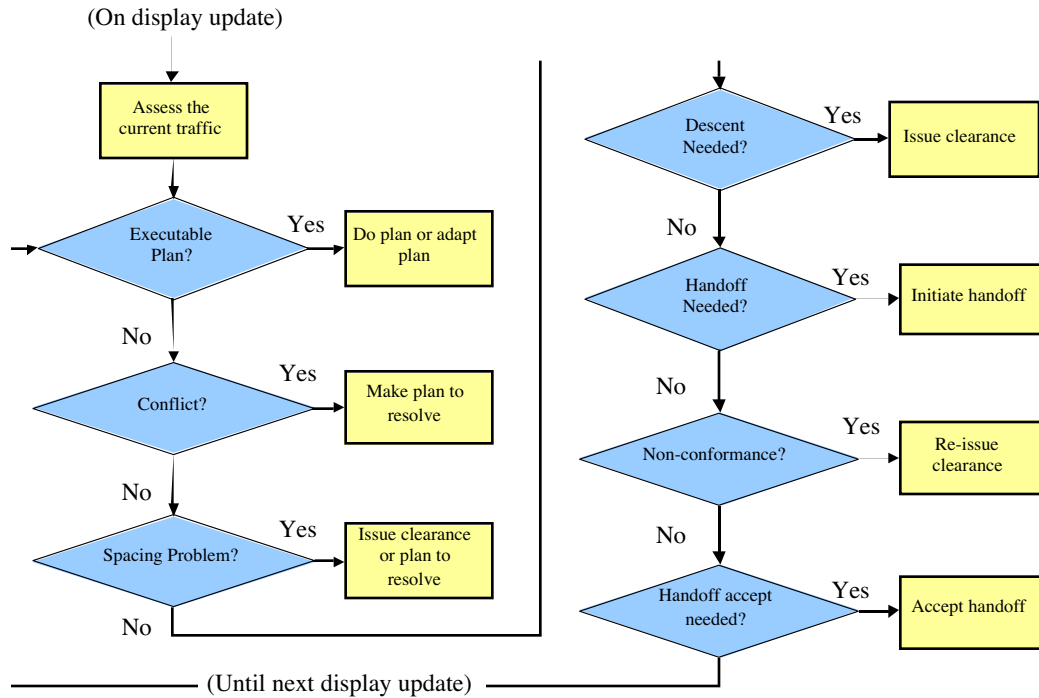 (On display update)
Assess the
current traffic
Executable
Plan?
Yes
Do plan or adapt
plan
No
Conflict?
Yes
Make plan to
resolve
No
Spacing Problem?
Yes
Issue clearance
or plan to
resolve
No
Descent
Needed?
Yes
Issue clearance
No
Handoff
Needed?
Yes
Initiate handoff
No
Non-conformance?
Yes
Re-issue
clearance
No
Handoff accept
needed?
Yes
Accept handoff
(Until next display update)